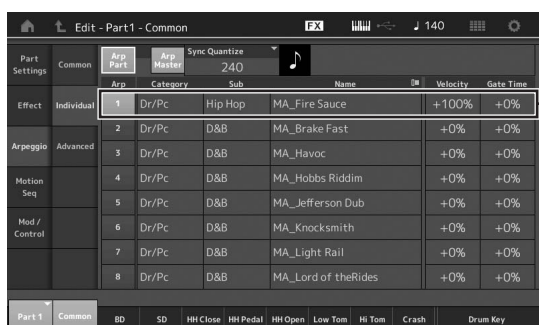 Edit - Part1 - Common FX ♩ 140
Part Settings Common Arp Part Arp Master Sync Quantize 240 ♪
Arp Category Sub Name Velocity Gate Time
Effect Individual 1 Dr/Pc Hip Hop MA_Fire Sauce +100% +0%
2 Dr/Pc D&B MA_Brake Fast +0% +0%
Arpeggio Advanced 3 Dr/Pc D&B MA_Havoc +0% +0%
Motion Seq 4 Dr/Pc D&B MA_Hobbs Riddim +0% +0%
5 Dr/Pc D&B MA_Jefferson Dub +0% +0%
Mod / Control 6 Dr/Pc D&B MA_Knocksmith +0% +0%
7 Dr/Pc D&B MA_Light Rail +0% +0%
8 Dr/Pc D&B MA_Lord of theRides +0% +0%
Part 1 Common BD SD HH Close HH Pedal HH Open Low Tom Hi Tom Crash Drum Key